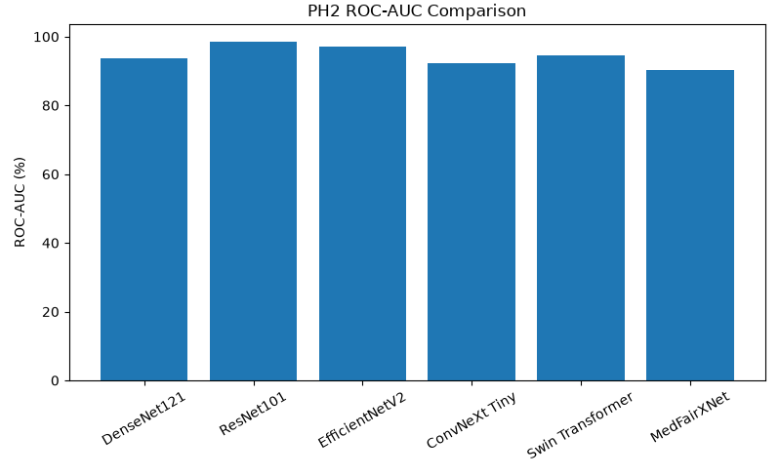 PH2 ROC-AUC Comparison
ROC-AUC (%)
100
80
60
40
20
0
DenseNet121
ResNet101
EfficientNetV2
ConvNeXt Tiny
Swin Transformer
MedFairXNet